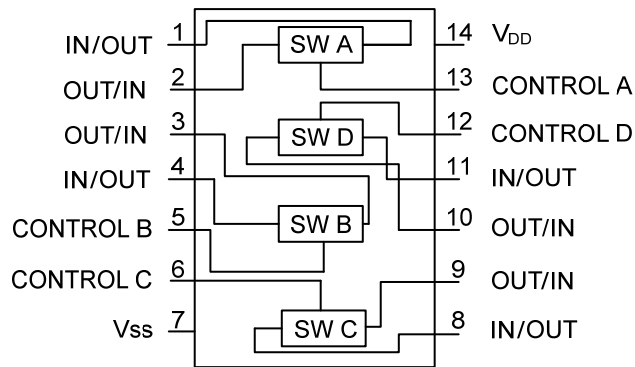 IN/OUT 1 SW A 14 VDD
OUT/IN 2 13 CONTROL A
OUT/IN 3 SW D 12 CONTROL D
IN/OUT 4 11 IN/OUT
CONTROL B 5 SW B 10 OUT/IN
CONTROL C 6 9 OUT/IN
Vss 7 SW C 8 IN/OUT